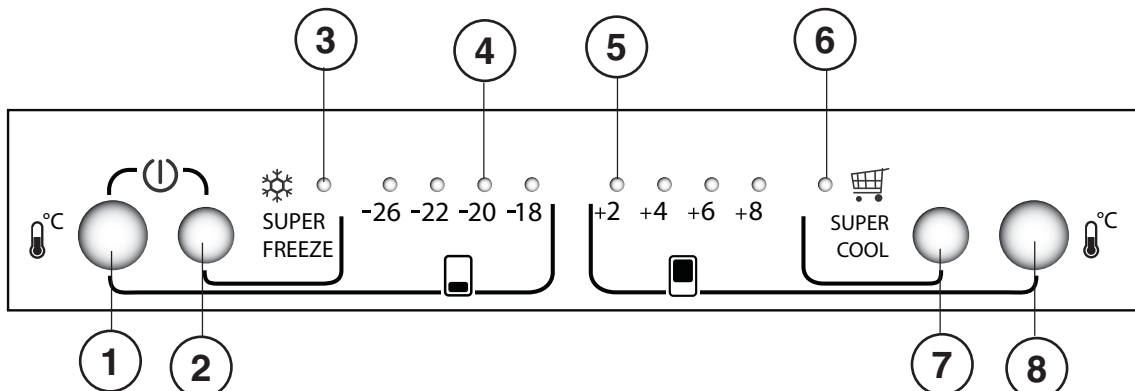 3 4 5 6
°C SUPER -26 -22 -20 -18 +2 +4 +6 +8 SUPER °C
FREEZE COOL
1 2 7 8